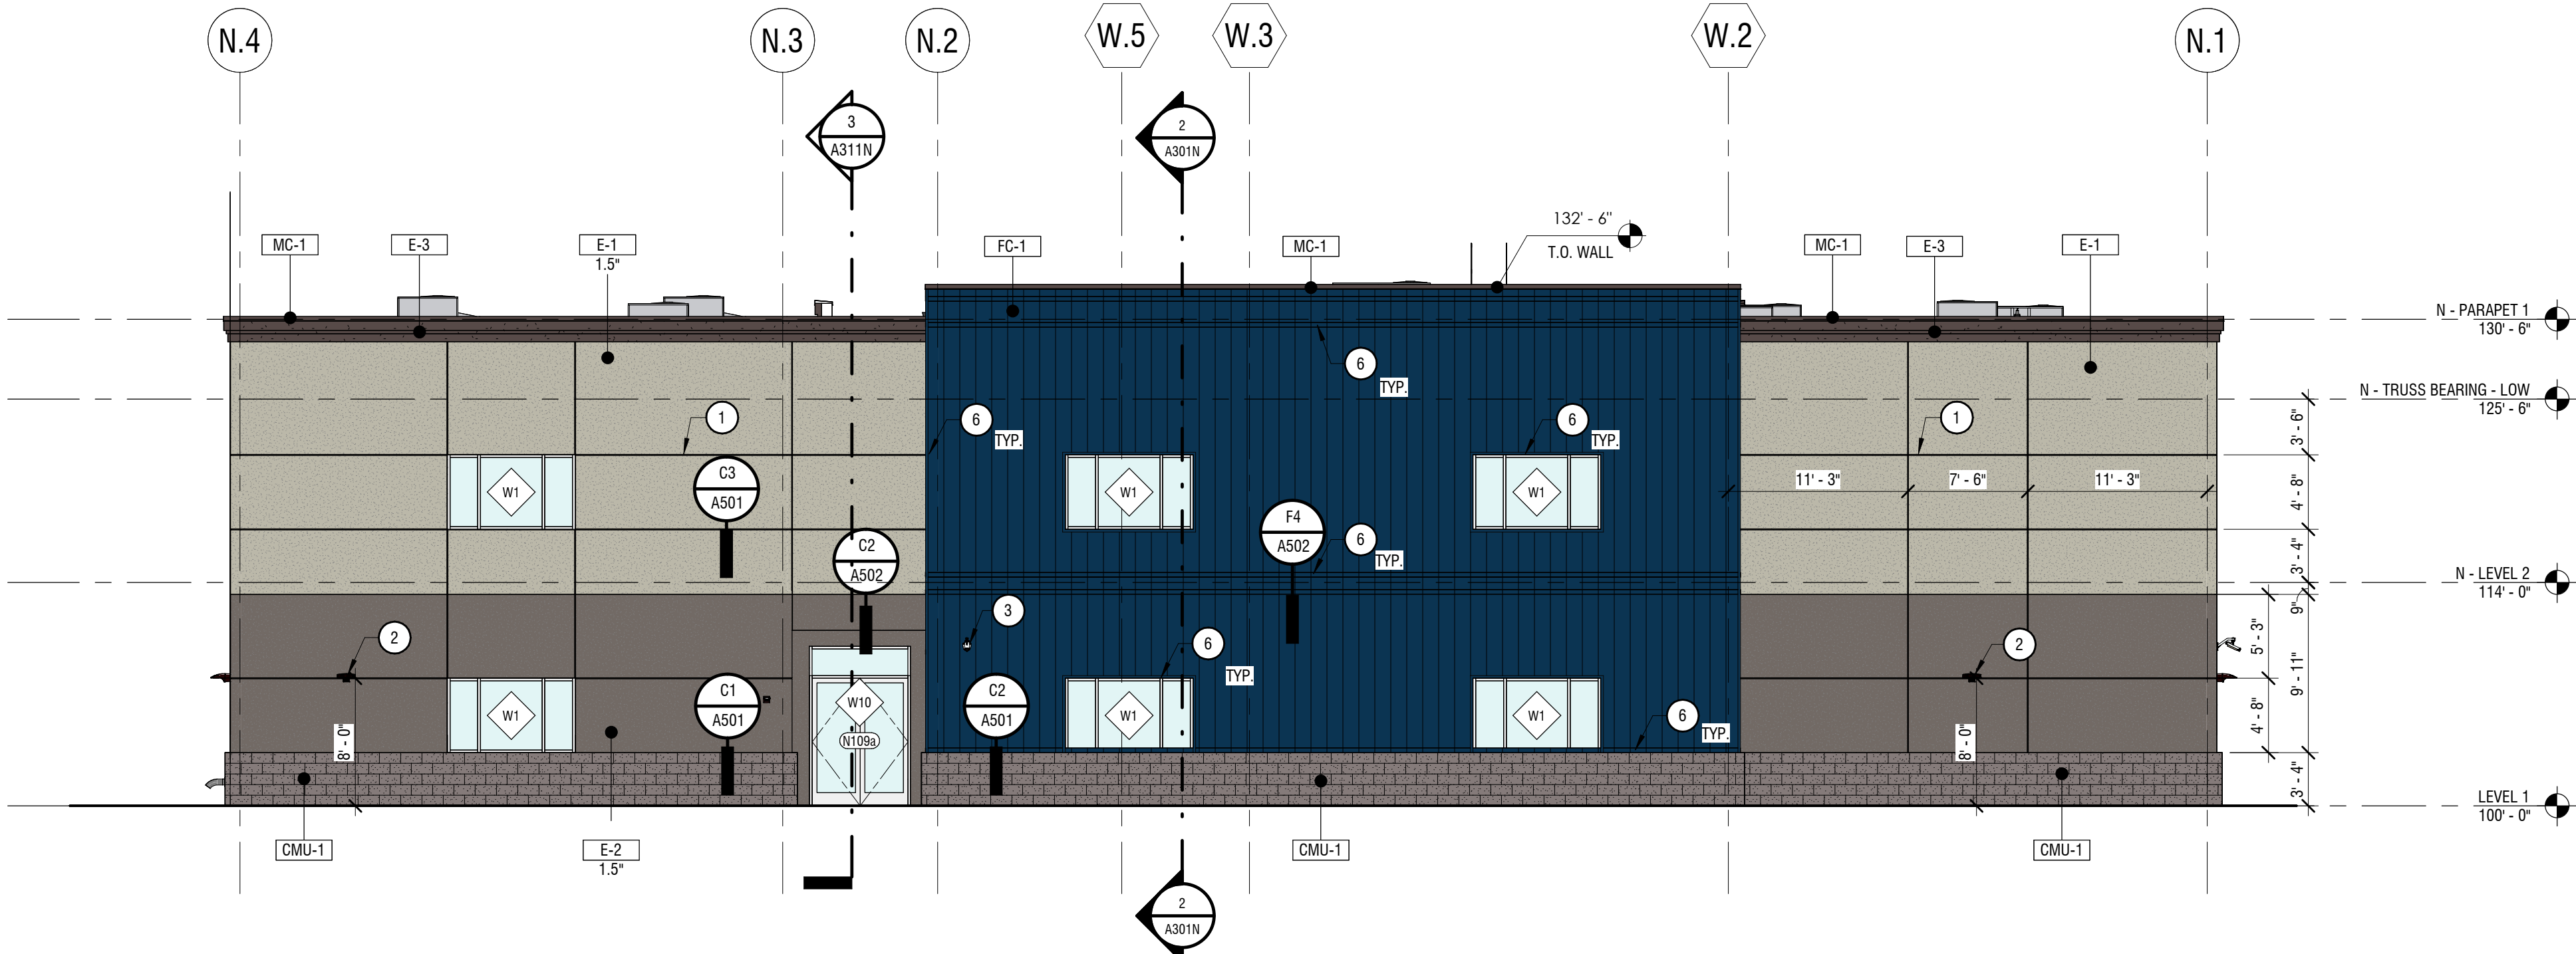 N.4
N.3
N.2
W.5
W.3
W.2
N.1
3
A311N
2
A301N
132' - 6"
T.O. WALL
MC-1
E-3
E-1
1.5"
FC-1
MC-1
MC-1
E-3
E-1
N - PARAPET 1
130' - 6"
N - TRUSS BEARING - LOW
125' - 6"
6
TYP.
1
6
TYP.
6
TYP.
1
3' - 6"
C3
A501
W1
W1
W1
11' - 3"
7' - 6"
11' - 3"
4' - 8"
C2
A502
F4
A502
6
TYP.
3' - 4"
N - LEVEL 2
114' - 0"
9"
3
2
6
TYP.
2
5' - 3"
9' - 11"
C1
A501
W10
C2
A501
W1
W1
W1
6
TYP.
4' - 8"
N109a
8' - 0"
8' - 0"
3' - 4"
LEVEL 1
100' - 0"
CMU-1
E-2
1.5"
CMU-1
CMU-1
2
A301N